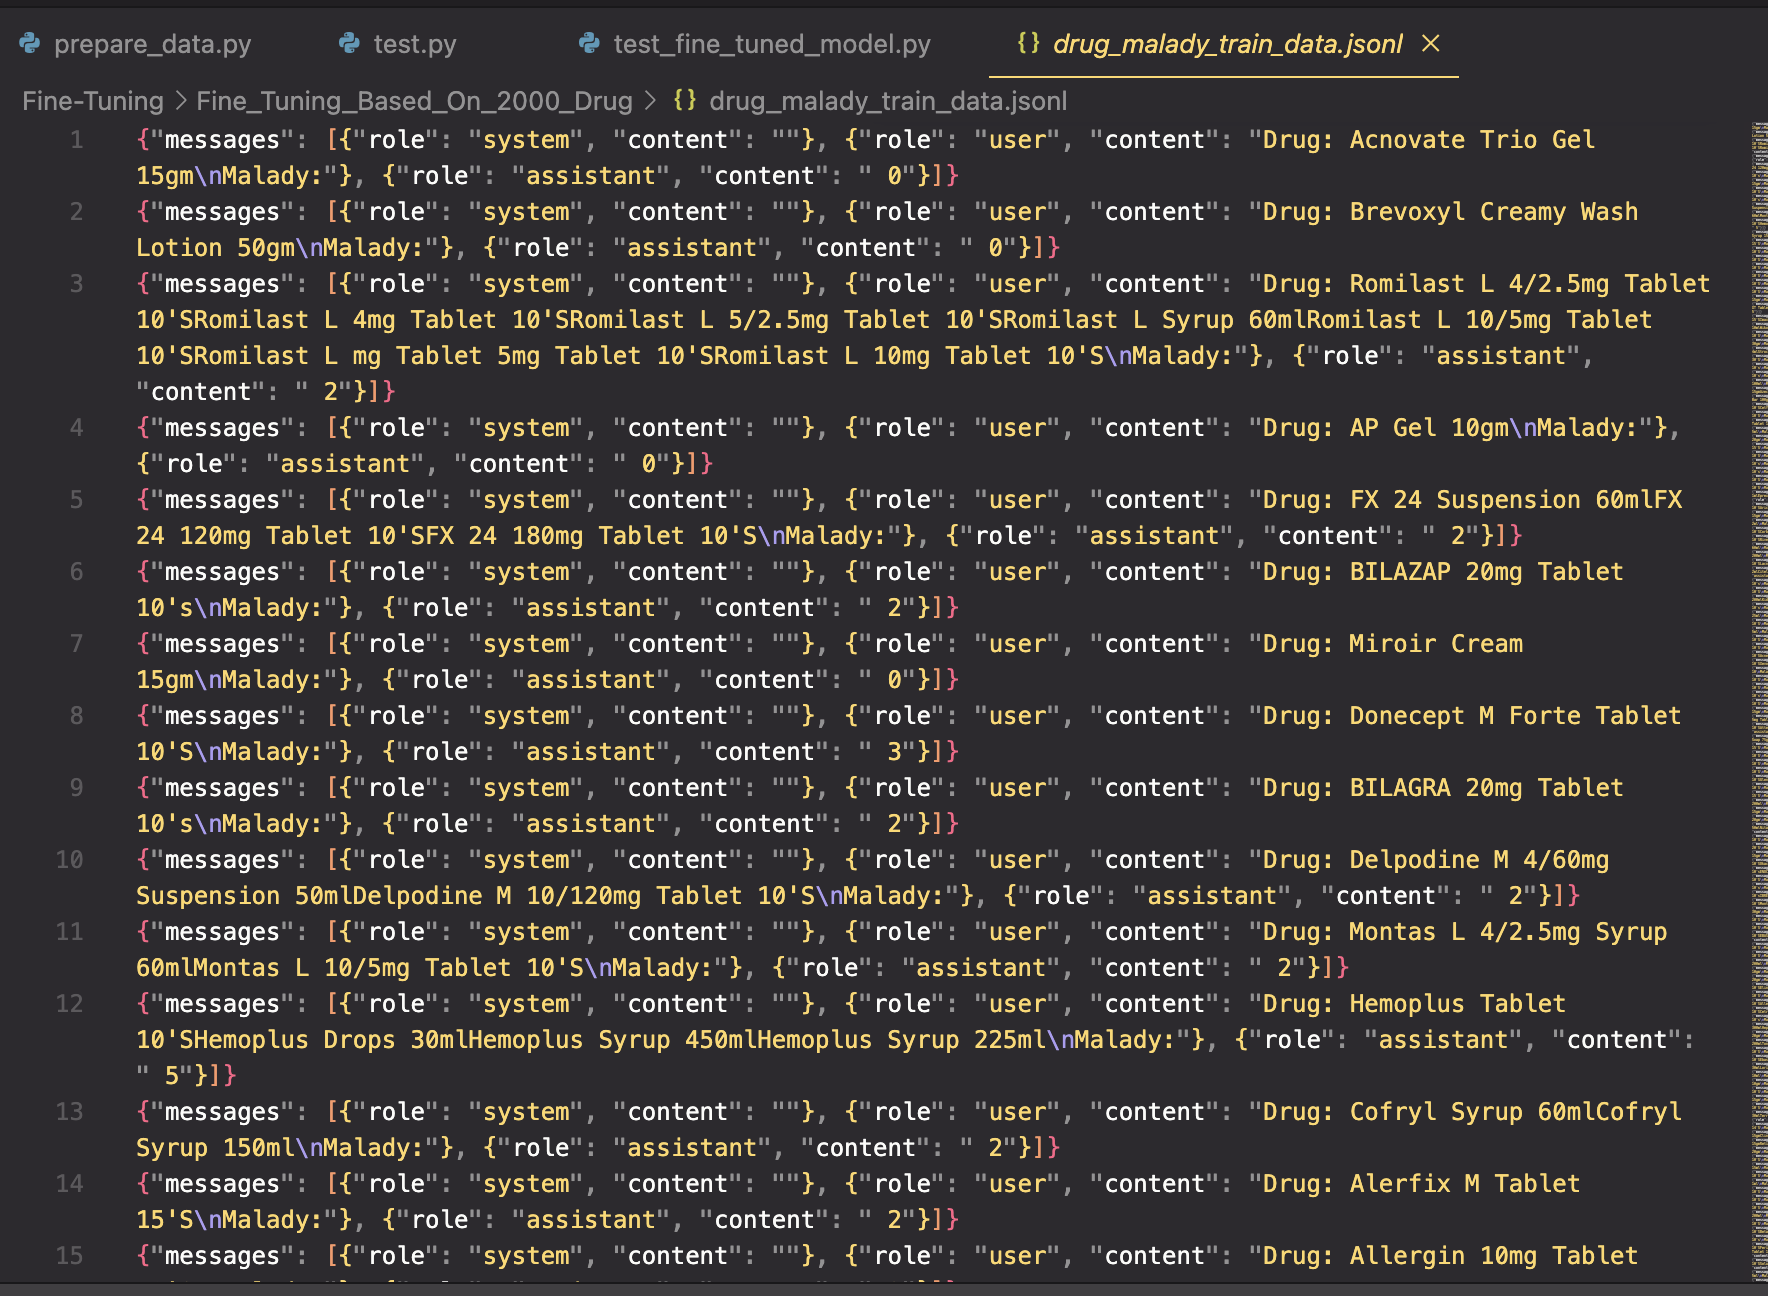 prepare_data.py test.py test_fine_tuned_model.py {} drug_malady_train_data.jsonl ×
Fine-Tuning > Fine_Tuning_Based_On_2000_Drug > {} drug_malady_train_data.jsonl
1 {"messages": [{"role": "system", "content": ""}, {"role": "user", "content": "Drug: Acnovate Trio Gel
15gm\nMalady:"}, {"role": "assistant", "content": " 0"}]}
2 {"messages": [{"role": "system", "content": ""}, {"role": "user", "content": "Drug: Brevoxyl Creamy Wash
Lotion 50gm\nMalady:"}, {"role": "assistant", "content": " 0"}]}
3 {"messages": [{"role": "system", "content": ""}, {"role": "user", "content": "Drug: Romilast L 4/2.5mg Tablet
10'SRomilast L 4mg Tablet 10'SRomilast L 5/2.5mg Tablet 10'SRomilast L Syrup 60mlRomilast L 10/5mg Tablet
10'SRomilast L mg Tablet 5mg Tablet 10'SRomilast L 10mg Tablet 10'S\nMalady:"}, {"role": "assistant",
"content": " 2"}]}
4 {"messages": [{"role": "system", "content": ""}, {"role": "user", "content": "Drug: AP Gel 10gm\nMalady:"},
{"role": "assistant", "content": " 0"}]}
5 {"messages": [{"role": "system", "content": ""}, {"role": "user", "content": "Drug: FX 24 Suspension 60mlFX
24 120mg Tablet 10'SFX 24 180mg Tablet 10'S\nMalady:"}, {"role": "assistant", "content": " 2"}]}
6 {"messages": [{"role": "system", "content": ""}, {"role": "user", "content": "Drug: BILAZAP 20mg Tablet
10's\nMalady:"}, {"role": "assistant", "content": " 2"}]}
7 {"messages": [{"role": "system", "content": ""}, {"role": "user", "content": "Drug: Miroir Cream
15gm\nMalady:"}, {"role": "assistant", "content": " 0"}]}
8 {"messages": [{"role": "system", "content": ""}, {"role": "user", "content": "Drug: Donecept M Forte Tablet
10'S\nMalady:"}, {"role": "assistant", "content": " 3"}]}
9 {"messages": [{"role": "system", "content": ""}, {"role": "user", "content": "Drug: BILAGRA 20mg Tablet
10's\nMalady:"}, {"role": "assistant", "content": " 2"}]}
10 {"messages": [{"role": "system", "content": ""}, {"role": "user", "content": "Drug: Delpodine M 4/60mg
Suspension 50mlDelpodine M 10/120mg Tablet 10'S\nMalady:"}, {"role": "assistant", "content": " 2"}]}
11 {"messages": [{"role": "system", "content": ""}, {"role": "user", "content": "Drug: Montas L 4/2.5mg Syrup
60mlMontas L 10/5mg Tablet 10'S\nMalady:"}, {"role": "assistant", "content": " 2"}]}
12 {"messages": [{"role": "system", "content": ""}, {"role": "user", "content": "Drug: Hemoplus Tablet
10'SHemoplus Drops 30mlHemoplus Syrup 450mlHemoplus Syrup 225ml\nMalady:"}, {"role": "assistant", "content":
" 5"}]}
13 {"messages": [{"role": "system", "content": ""}, {"role": "user", "content": "Drug: Cofryl Syrup 60mlCofryl
Syrup 150ml\nMalady:"}, {"role": "assistant", "content": " 2"}]}
14 {"messages": [{"role": "system", "content": ""}, {"role": "user", "content": "Drug: Alerfix M Tablet
15'S\nMalady:"}, {"role": "assistant", "content": " 2"}]}
15 {"messages": [{"role": "system", "content": ""}, {"role": "user", "content": "Drug: Allergin 10mg Tablet